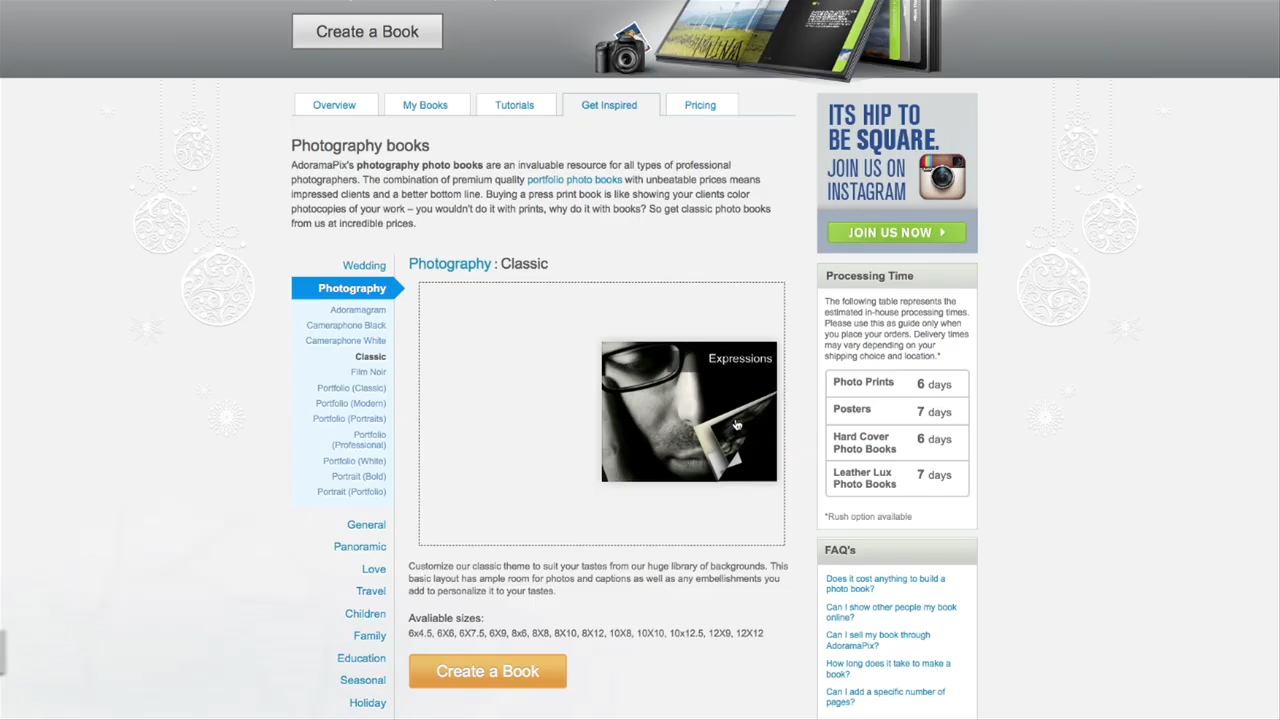 Create a Book
Overview
My Books
Tutorials
Get Inspired
Pricing
Photography books
AdoramaPix's photography photo books are an invaluable resource for all types of professional
photographers. The combination of premium quality portfolio photo books with unbeatable prices means
impressed clients and a better bottom line. Buying a press print book is like showing your clients color
photocopies of your work – you wouldn't do it with prints, why do it with books? So get classic photo books
from us at incredible prices.
Wedding
Photography
Adoramagram
Cameraphone Black
Cameraphone White
Classic
Film Noir
Portfolio (Classic)
Portfolio (Modern)
Portfolio (Portraits)
Portfolio
(Professional)
Portfolio (White)
Portrait (Bold)
Portrait (Portfolio)
General
Panoramic
Love
Travel
Children
Family
Education
Seasonal
Holiday
Photography : Classic
Expressions
Customize our classic theme to suit your tastes from our huge library of backgrounds. This
basic layout has ample room for photos and captions as well as any embellishments you
add to personalize it to your tastes.
Available sizes:
6x4.5, 6X6, 6X7.5, 6X9, 8x6, 8X8, 8X10, 8X12, 10X8, 10X10, 10x12.5, 12X9, 12X12
Create a Book
ITS HIP TO
BE SQUARE.
JOIN US ON
INSTAGRAM
JOIN US NOW
Processing Time
The following table represents the
estimated in-house processing times.
Please use this as guide only when
you place your orders. Delivery times
may vary depending on your
shipping choice and location.*
Photo Prints 6 days
Posters 7 days
Hard Cover
Photo Books 6 days
Leather Lux
Photo Books 7 days
*Rush option available
FAQ's
Does it cost anything to build a
photo book?
Can I show other people my book
online?
Can I sell my book through
AdoramaPix?
How long does it take to make a
book?
Can I add a specific number of
pages?